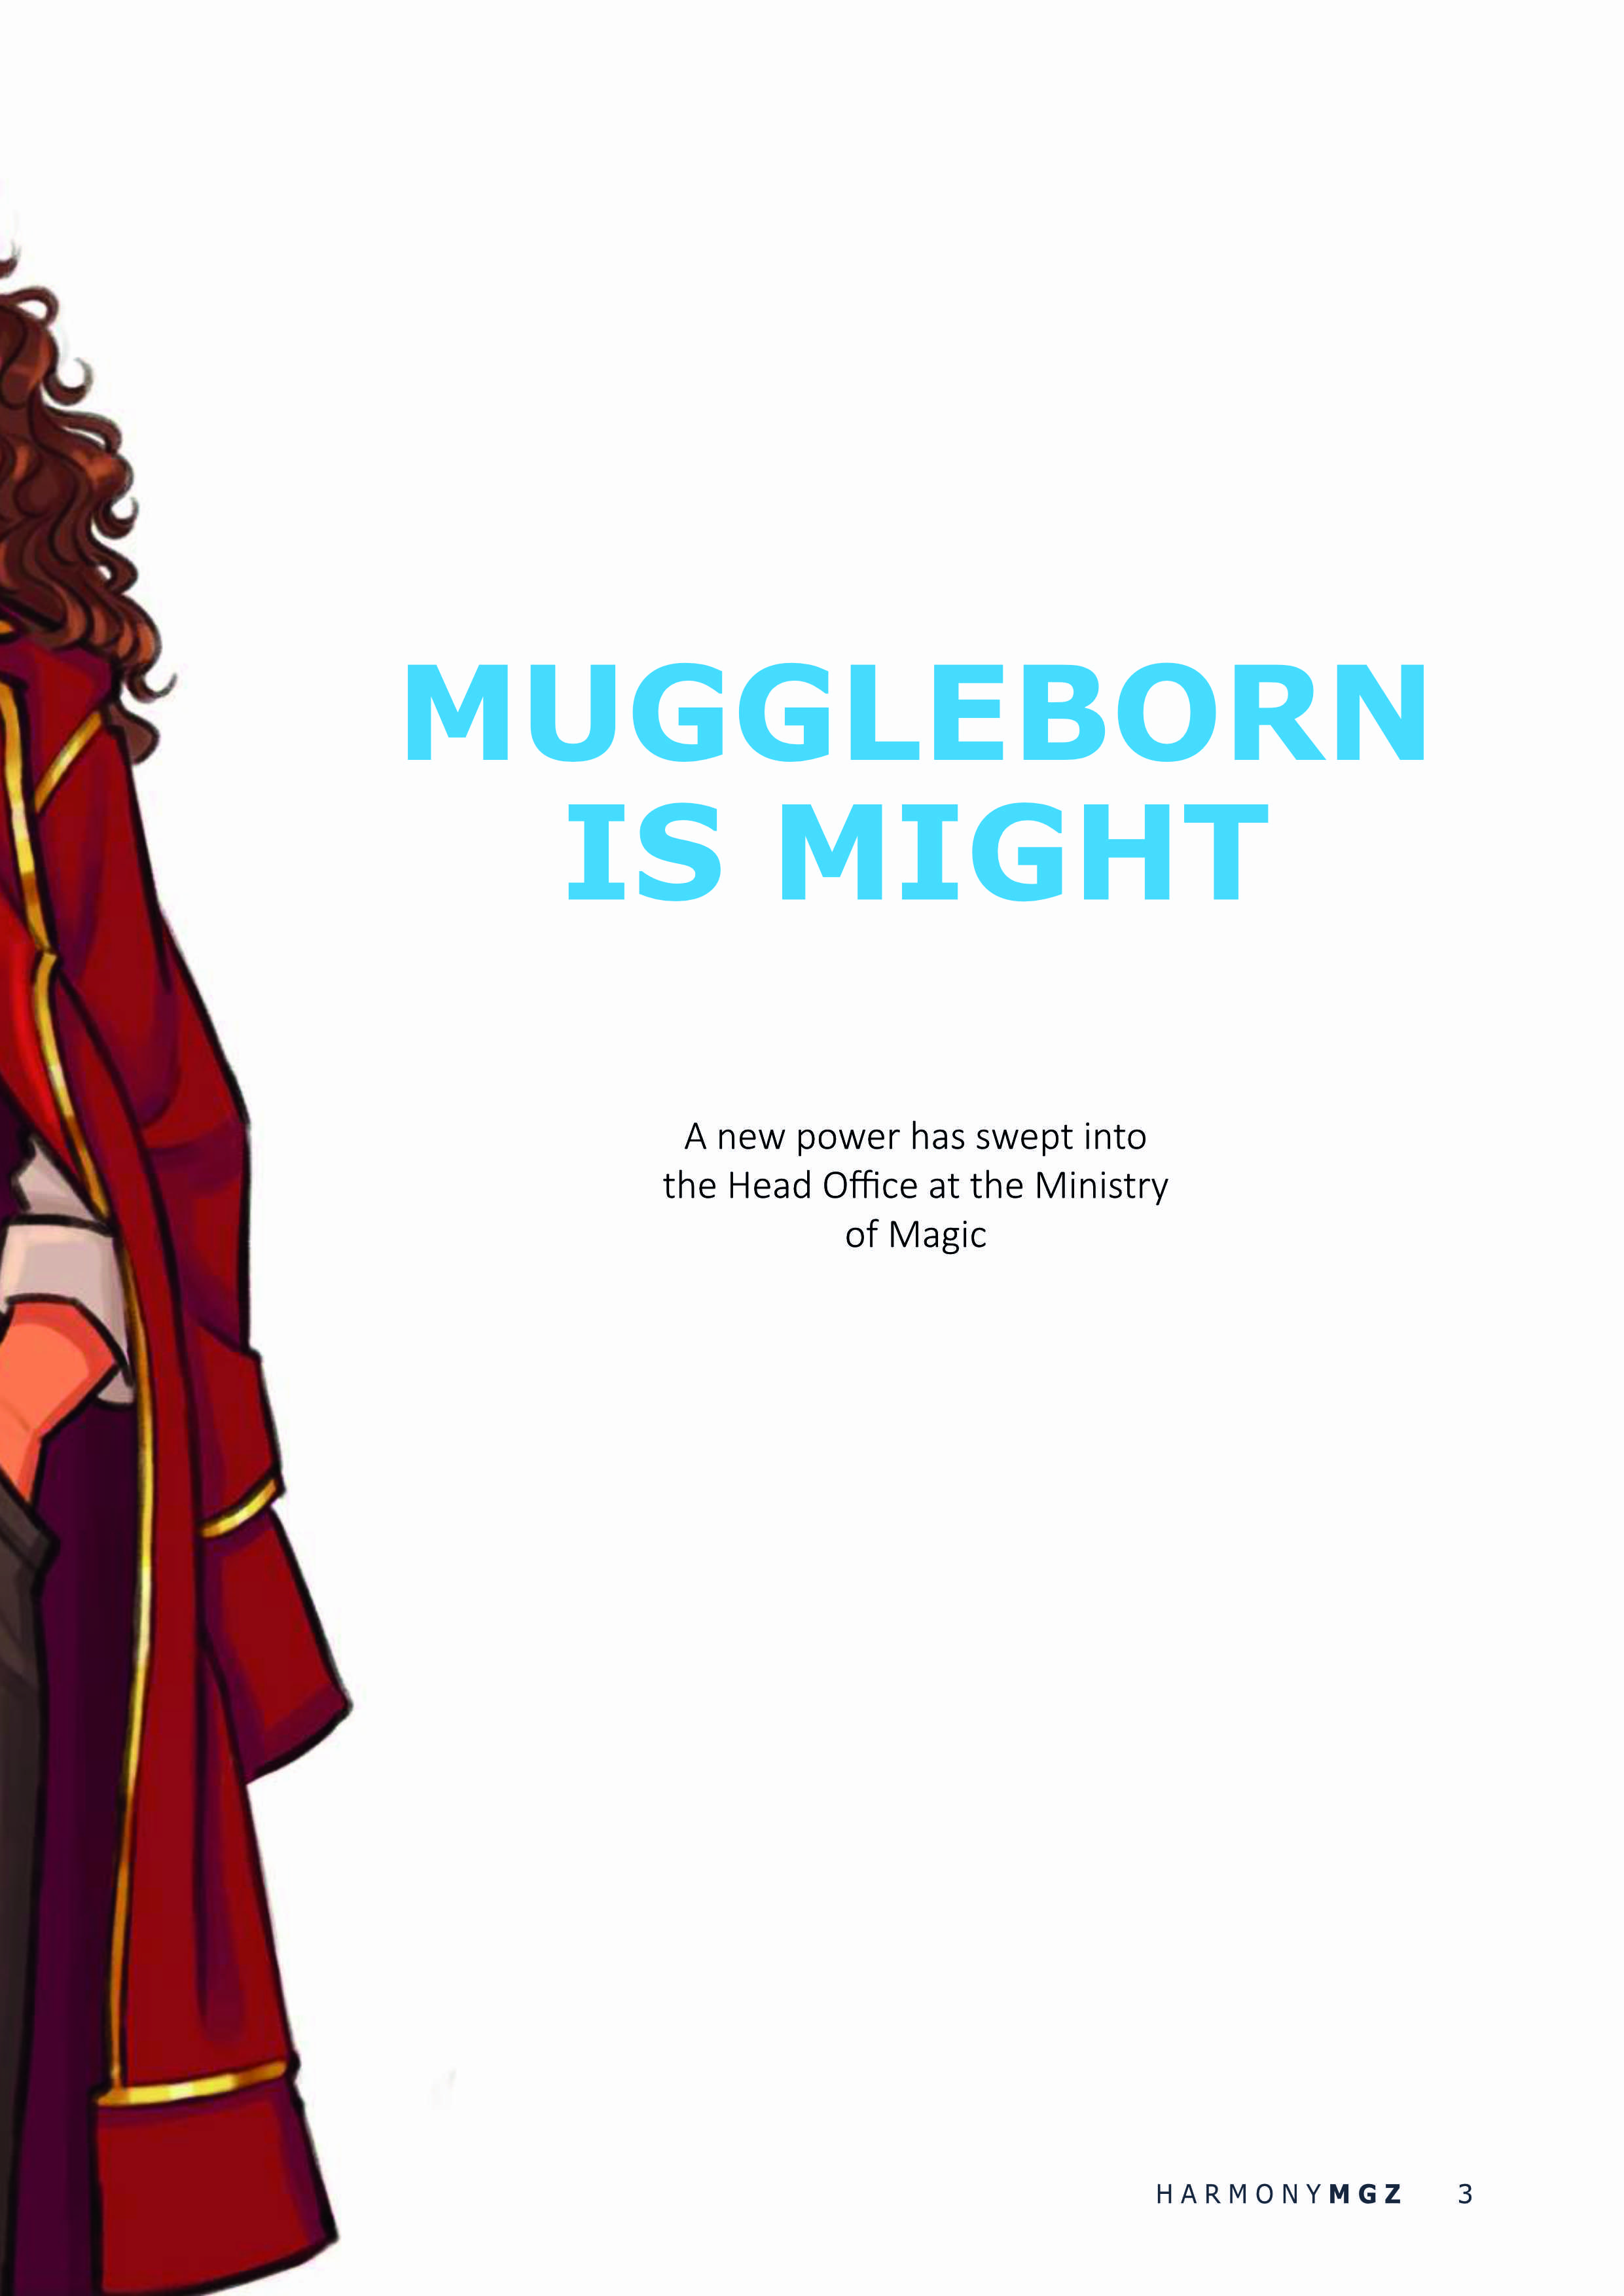 MUGGLEBORN
IS MIGHT
A new power has swept into
the Head Office at the Ministry
of Magic
HARMONYMGZ 3